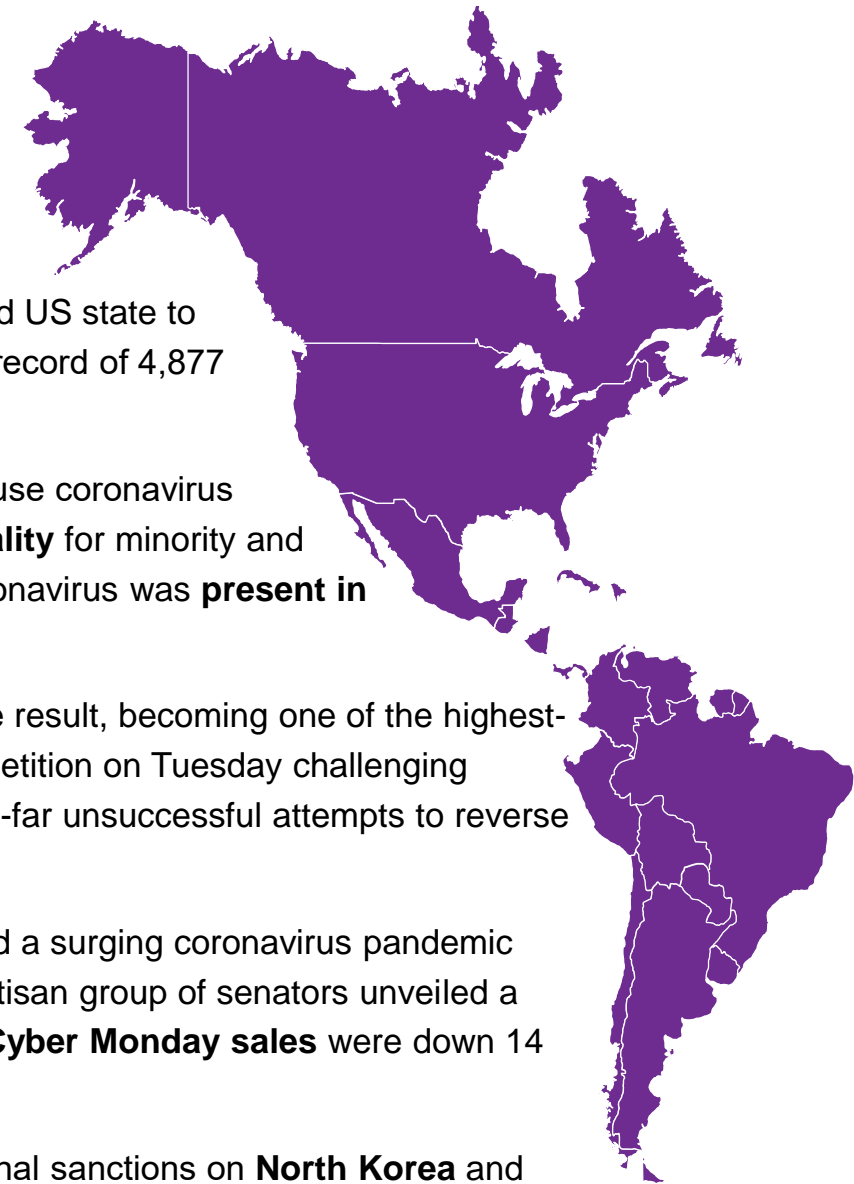 d US state to
record of 4,877
use coronavirus
ality for minority and
onavirus was present in
e result, becoming one of the highest-
petition on Tuesday challenging
-far unsuccessful attempts to reverse
d a surging coronavirus pandemic
tisan group of senators unveiled a
Cyber Monday sales were down 14
nal sanctions on North Korea and